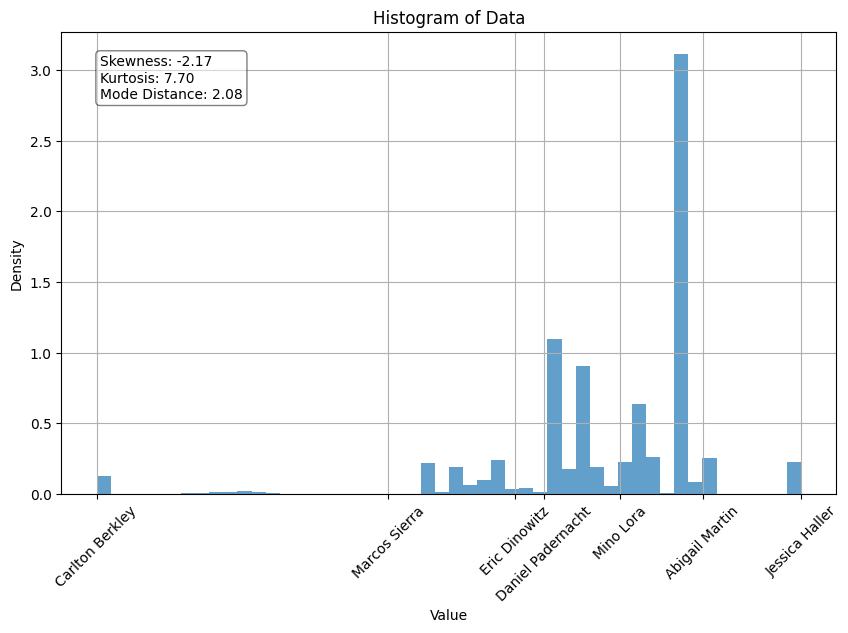 Histogram of Data
Skewness: -2.17
Kurtosis: 7.70
Mode Distance: 2.08
Density
3.0
2.5
2.0
1.5
1.0
0.5
0.0
Carlton Berkley
Marcos Sierra
Eric Dinowitz
Daniel Padernacht
Mino Lora
Abigail Martin
Jessica Haller
Value